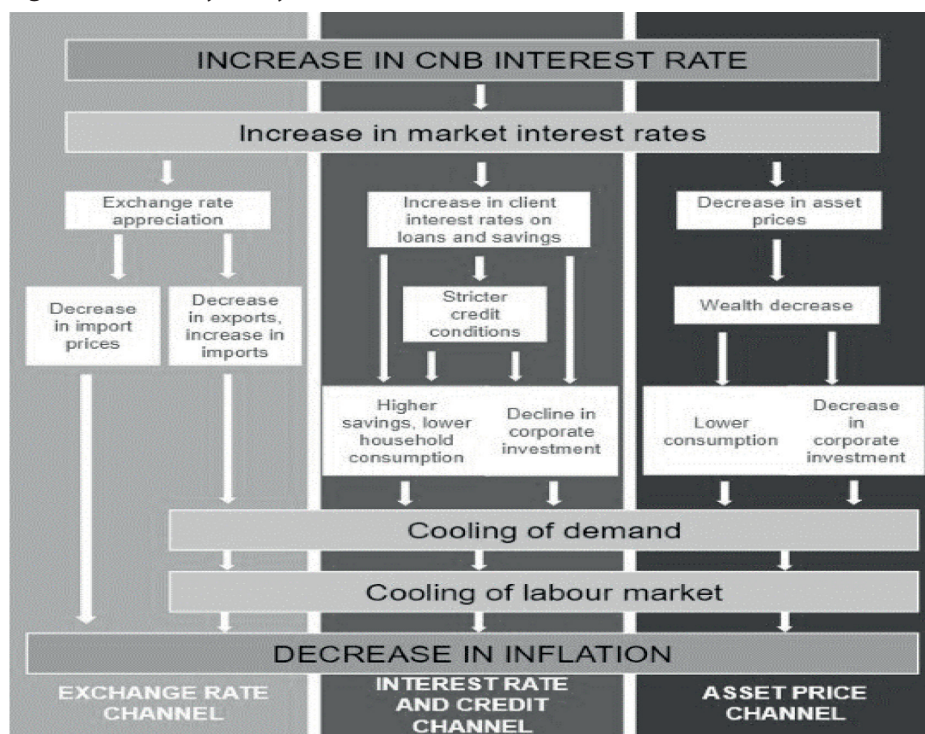 INCREASE IN CNB INTEREST RATE
Increase in market interest rates
Exchange rate
appreciation
Increase in client
interest rates on
loans and savings
Decrease in asset
prices
Decrease
in import
prices
Decrease
in exports,
increase in
imports
Stricter
credit
conditions
Wealth decrease
Higher
savings, lower
household
consumption
Decline in
corporate
investment
Lower
consumption
Decrease
in
corporate
investment
Cooling of demand
Cooling of labour market
DECREASE IN INFLATION
EXCHANGE RATE
CHANNEL
INTEREST RATE
AND CREDIT
CHANNEL
ASSET PRICE
CHANNEL